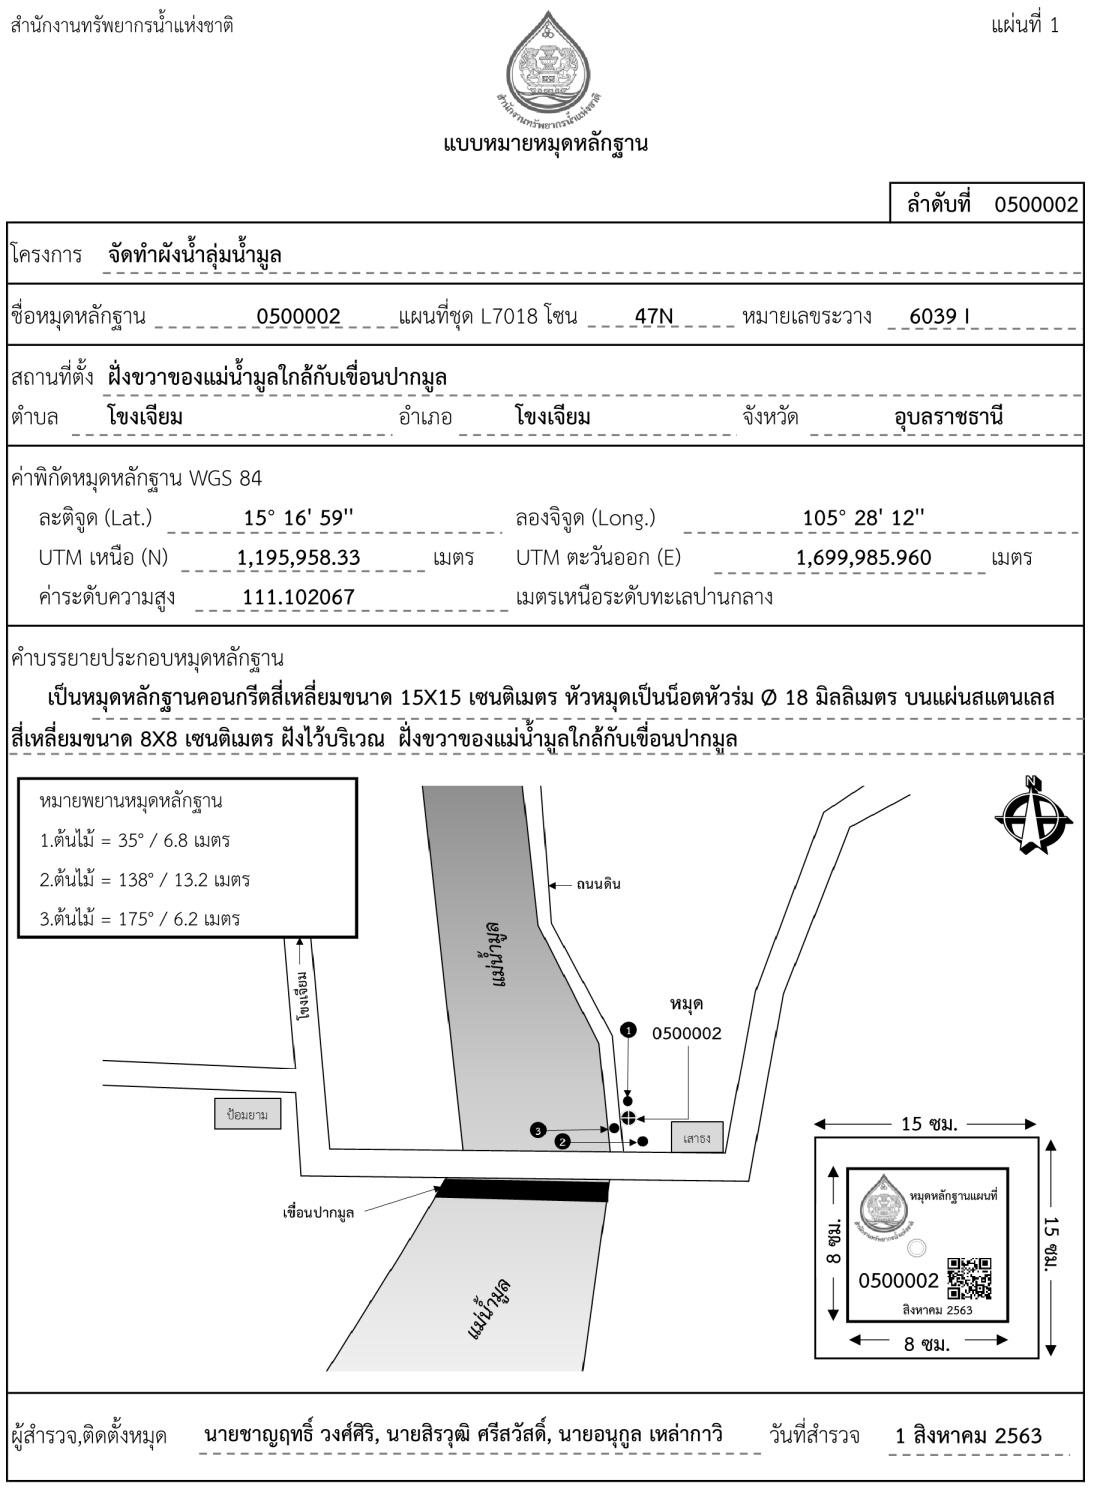 สำนักงานทรัพยากรน้ำแห่งชาติ
แผ่นที่ 1
สำนักงานทรัพยากรน้ำแห่งชาติ
แบบหมายหมุดหลักฐาน
ลำดับที่ 0500002
โครงการ จัดทำผังน้ำลุ่มน้ำมูล
ชื่อหมุดหลักฐาน 0500002 แผนที่ชุด L7018 โซน 47N หมายเลขระวาง 6039 I
สถานที่ตั้ง ฝั่งขวาของแม่น้ำมูลใกล้กับเขื่อนปากมูล
ตำบล โขงเจียม อำเภอ โขงเจียม จังหวัด อุบลราชธานี
ค่าพิกัดหมุดหลักฐาน WGS 84
ละติจูด (Lat.) 15° 16' 59'' ลองจิจูด (Long.) 105° 28' 12''
UTM เหนือ (N) 1,195,958.33 เมตร UTM ตะวันออก (E) 1,699,985.960 เมตร
ค่าระดับความสูง 111.102067 เมตรเหนือระดับทะเลปานกลาง
คำบรรยายประกอบหมุดหลักฐาน
เป็นหมุดหลักฐานคอนกรีตสี่เหลี่ยมขนาด 15X15 เซนติเมตร หัวหมุดเป็นน็อตหัวร่ม Ø 18 มิลลิเมตร บนแผ่นสแตนเลส
สี่เหลี่ยมขนาด 8X8 เซนติเมตร ฝังไว้บริเวณ ฝั่งขวาของแม่น้ำมูลใกล้กับเขื่อนปากมูล
หมายพยานหมุดหลักฐาน
1.ต้นไม้ = 35° / 6.8 เมตร
2.ต้นไม้ = 138° / 13.2 เมตร
3.ต้นไม้ = 175° / 6.2 เมตร
N
ถนนดิน
แม่น้ำมูล
โขงเจียม
หมุด
0500002
1
3
2
ป้อมยาม
เสาธง
เขื่อนปากมูล
แม่น้ำมูล
15 ซม.
15 ซม.
8 ซม.
8 ซม.
สำนักงานทรัพยากรน้ำแห่งชาติ
หมุดหลักฐานแผนที่
0500002
สิงหาคม 2563
ผู้สำรวจ,ติดตั้งหมุด นายชาญฤทธิ์ วงศ์ศิริ, นายสิรวุฒิ ศรีสวัสดิ์, นายอนุกูล เหล่ากาวิ วันที่สำรวจ 1 สิงหาคม 2563